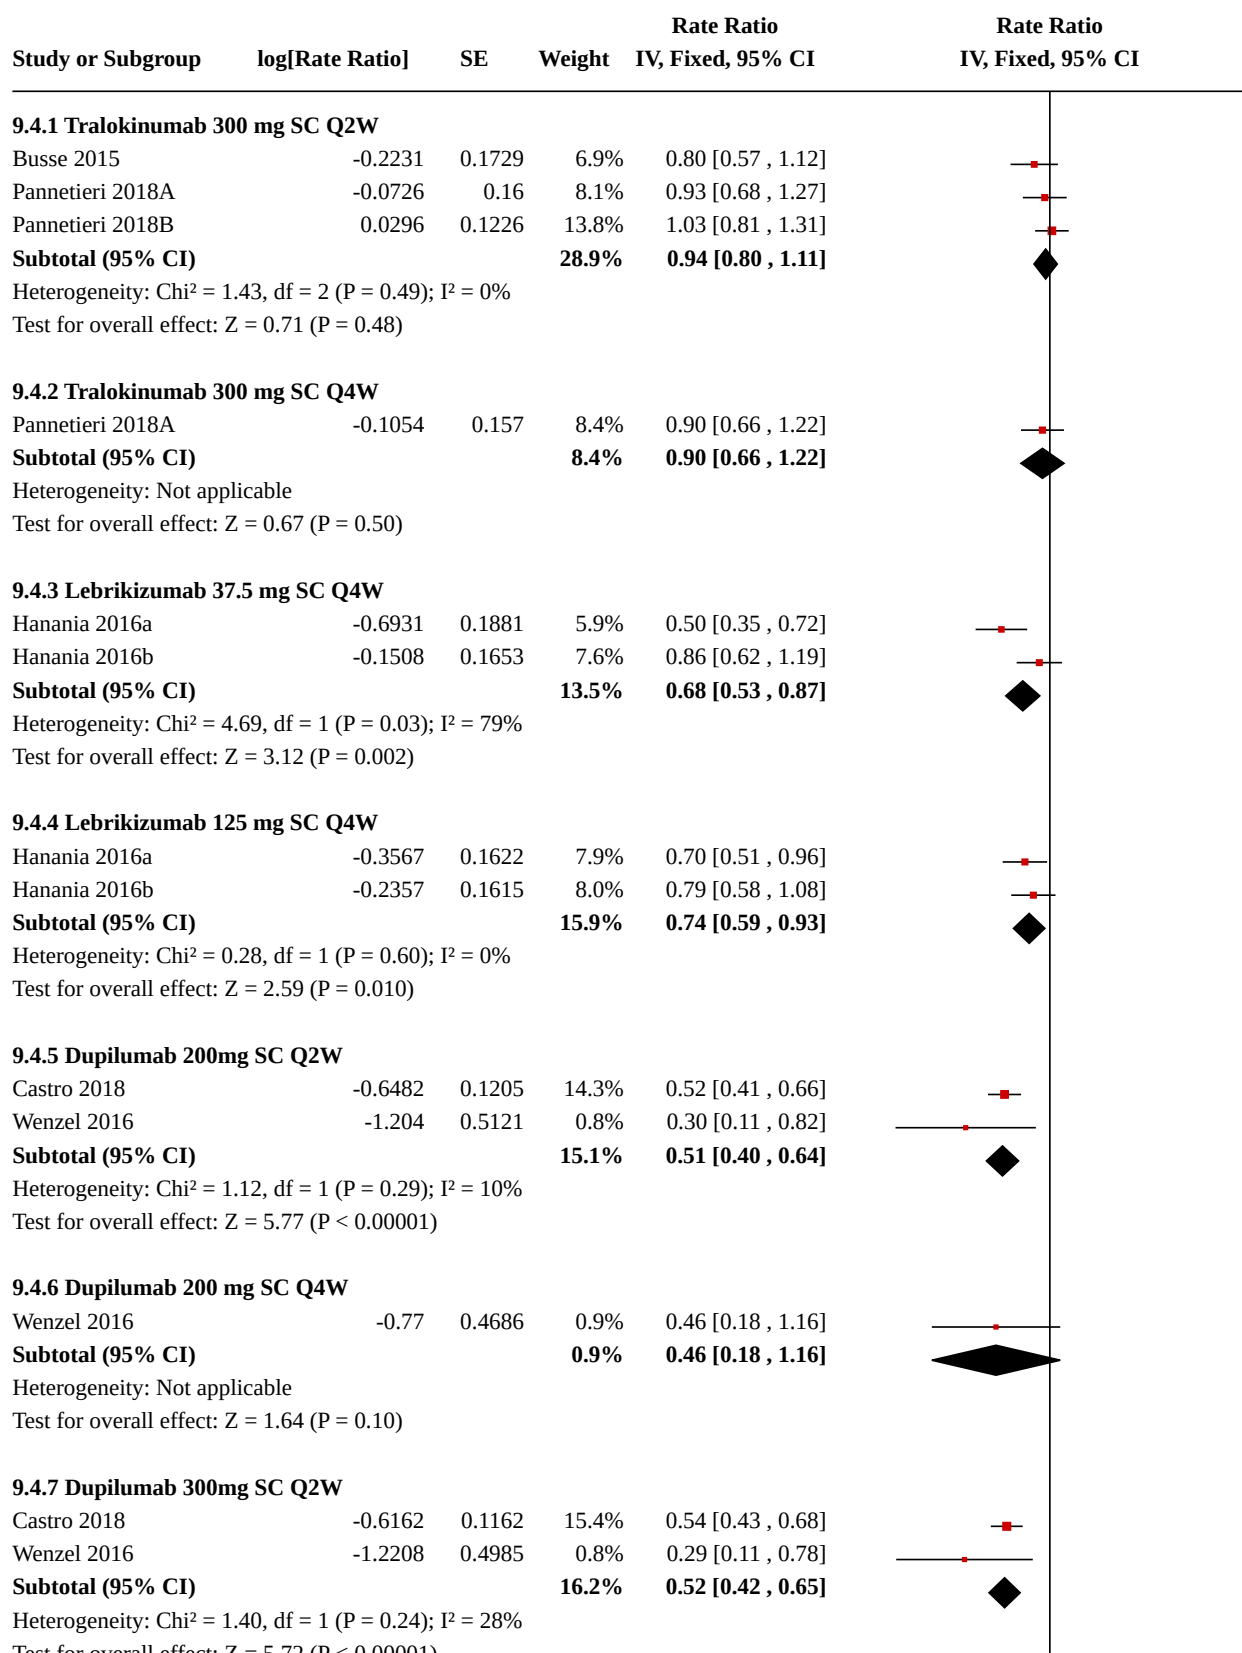 Rate Ratio Rate Ratio
Study or Subgroup log[Rate Ratio] SE Weight IV, Fixed, 95% CI IV, Fixed, 95% CI
9.4.1 Tralokinumab 300 mg SC Q2W
Busse 2015 -0.2231 0.1729 6.9% 0.80 [0.57 , 1.12]
Pannetieri 2018A -0.0726 0.16 8.1% 0.93 [0.68 , 1.27]
Pannetieri 2018B 0.0296 0.1226 13.8% 1.03 [0.81 , 1.31]
Subtotal (95% CI) 28.9% 0.94 [0.80 , 1.11]
Heterogeneity: Chi² = 1.43, df = 2 (P = 0.49); I² = 0%
Test for overall effect: Z = 0.71 (P = 0.48)
9.4.2 Tralokinumab 300 mg SC Q4W
Pannetieri 2018A -0.1054 0.157 8.4% 0.90 [0.66 , 1.22]
Subtotal (95% CI) 8.4% 0.90 [0.66 , 1.22]
Heterogeneity: Not applicable
Test for overall effect: Z = 0.67 (P = 0.50)
9.4.3 Lebrikizumab 37.5 mg SC Q4W
Hanania 2016a -0.6931 0.1881 5.9% 0.50 [0.35 , 0.72]
Hanania 2016b -0.1508 0.1653 7.6% 0.86 [0.62 , 1.19]
Subtotal (95% CI) 13.5% 0.68 [0.53 , 0.87]
Heterogeneity: Chi² = 4.69, df = 1 (P = 0.03); I² = 79%
Test for overall effect: Z = 3.12 (P = 0.002)
9.4.4 Lebrikizumab 125 mg SC Q4W
Hanania 2016a -0.3567 0.1622 7.9% 0.70 [0.51 , 0.96]
Hanania 2016b -0.2357 0.1615 8.0% 0.79 [0.58 , 1.08]
Subtotal (95% CI) 15.9% 0.74 [0.59 , 0.93]
Heterogeneity: Chi² = 0.28, df = 1 (P = 0.60); I² = 0%
Test for overall effect: Z = 2.59 (P = 0.010)
9.4.5 Dupilumab 200mg SC Q2W
Castro 2018 -0.6482 0.1205 14.3% 0.52 [0.41 , 0.66]
Wenzel 2016 -1.204 0.5121 0.8% 0.30 [0.11 , 0.82]
Subtotal (95% CI) 15.1% 0.51 [0.40 , 0.64]
Heterogeneity: Chi² = 1.12, df = 1 (P = 0.29); I² = 10%
Test for overall effect: Z = 5.77 (P < 0.00001)
9.4.6 Dupilumab 200 mg SC Q4W
Wenzel 2016 -0.77 0.4686 0.9% 0.46 [0.18 , 1.16]
Subtotal (95% CI) 0.9% 0.46 [0.18 , 1.16]
Heterogeneity: Not applicable
Test for overall effect: Z = 1.64 (P = 0.10)
9.4.7 Dupilumab 300mg SC Q2W
Castro 2018 -0.6162 0.1162 15.4% 0.54 [0.43 , 0.68]
Wenzel 2016 -1.2208 0.4985 0.8% 0.29 [0.11 , 0.78]
Subtotal (95% CI) 16.2% 0.52 [0.42 , 0.65]
Heterogeneity: Chi² = 1.40, df = 1 (P = 0.24); I² = 28%
Test for overall effect: Z = 5.72 (P < 0.00001)